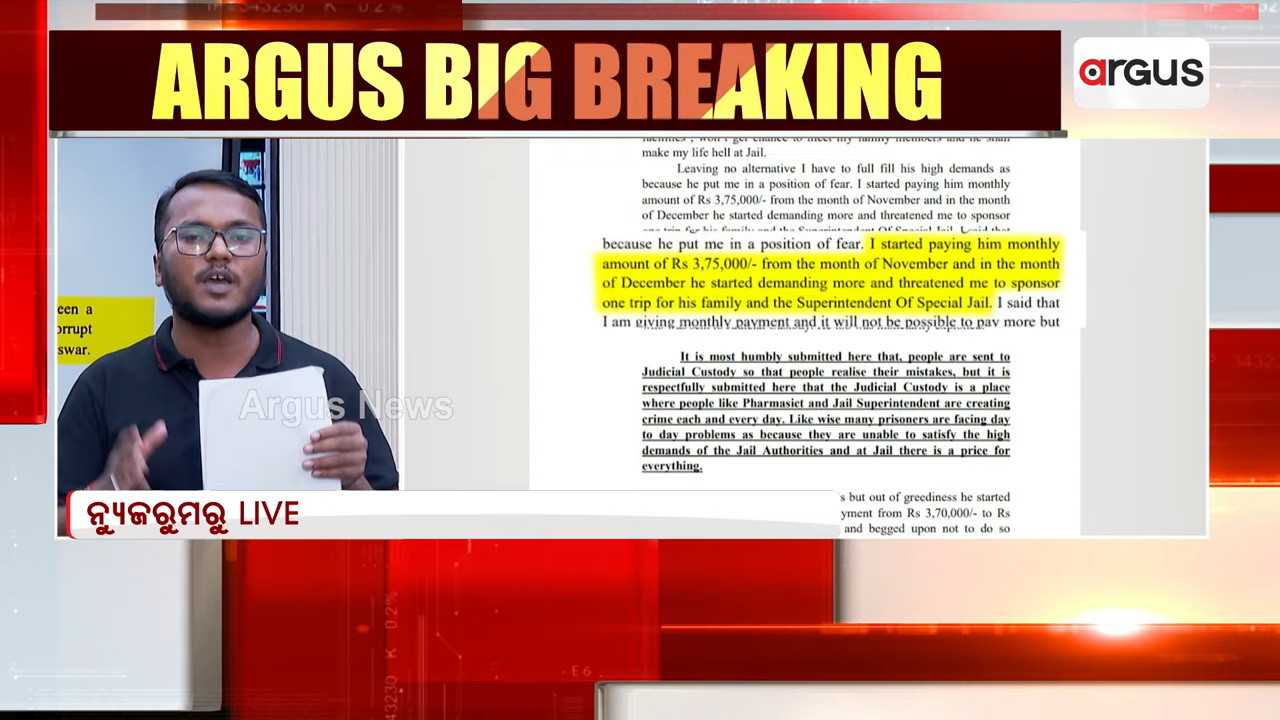 ARGUS BIG BREAKING
argus
make my life hell at Jail.
Leaving no alternative I have to full fill his high demands as
because he put me in a position of fear. I started paying him monthly
amount of Rs 3,75,000/- from the month of November and in the month
of December he started demanding more and threatened me to sponsor
because he put me in a position of fear. I started paying him monthly
amount of Rs 3,75,000/- from the month of November and in the month
of December he started demanding more and threatened me to sponsor
one trip for his family and the Superintendent Of Special Jail. I said that
I am giving monthly payment and it will not be possible to pay more but
It is most humbly submitted here that, people are sent to
Judicial Custody so that people realise their mistakes, but it is
respectfully submitted here that the Judicial Custody is a place
where people like Pharmasict and Jail Superintendent are creating
crime each and every day. Like wise many prisoners are facing day
to day problems as because they are unable to satisfy the high
demands of the Jail Authorities and at Jail there is a price for
everything.
s but out of greediness he started
yment from Rs 3,70,000/- to Rs
and begged upon not to do so
een a
orrupt
swar.
Argus News
ନ୍ୟୁଜରୁମରୁ LIVE
343230 K 0.2%
-E6